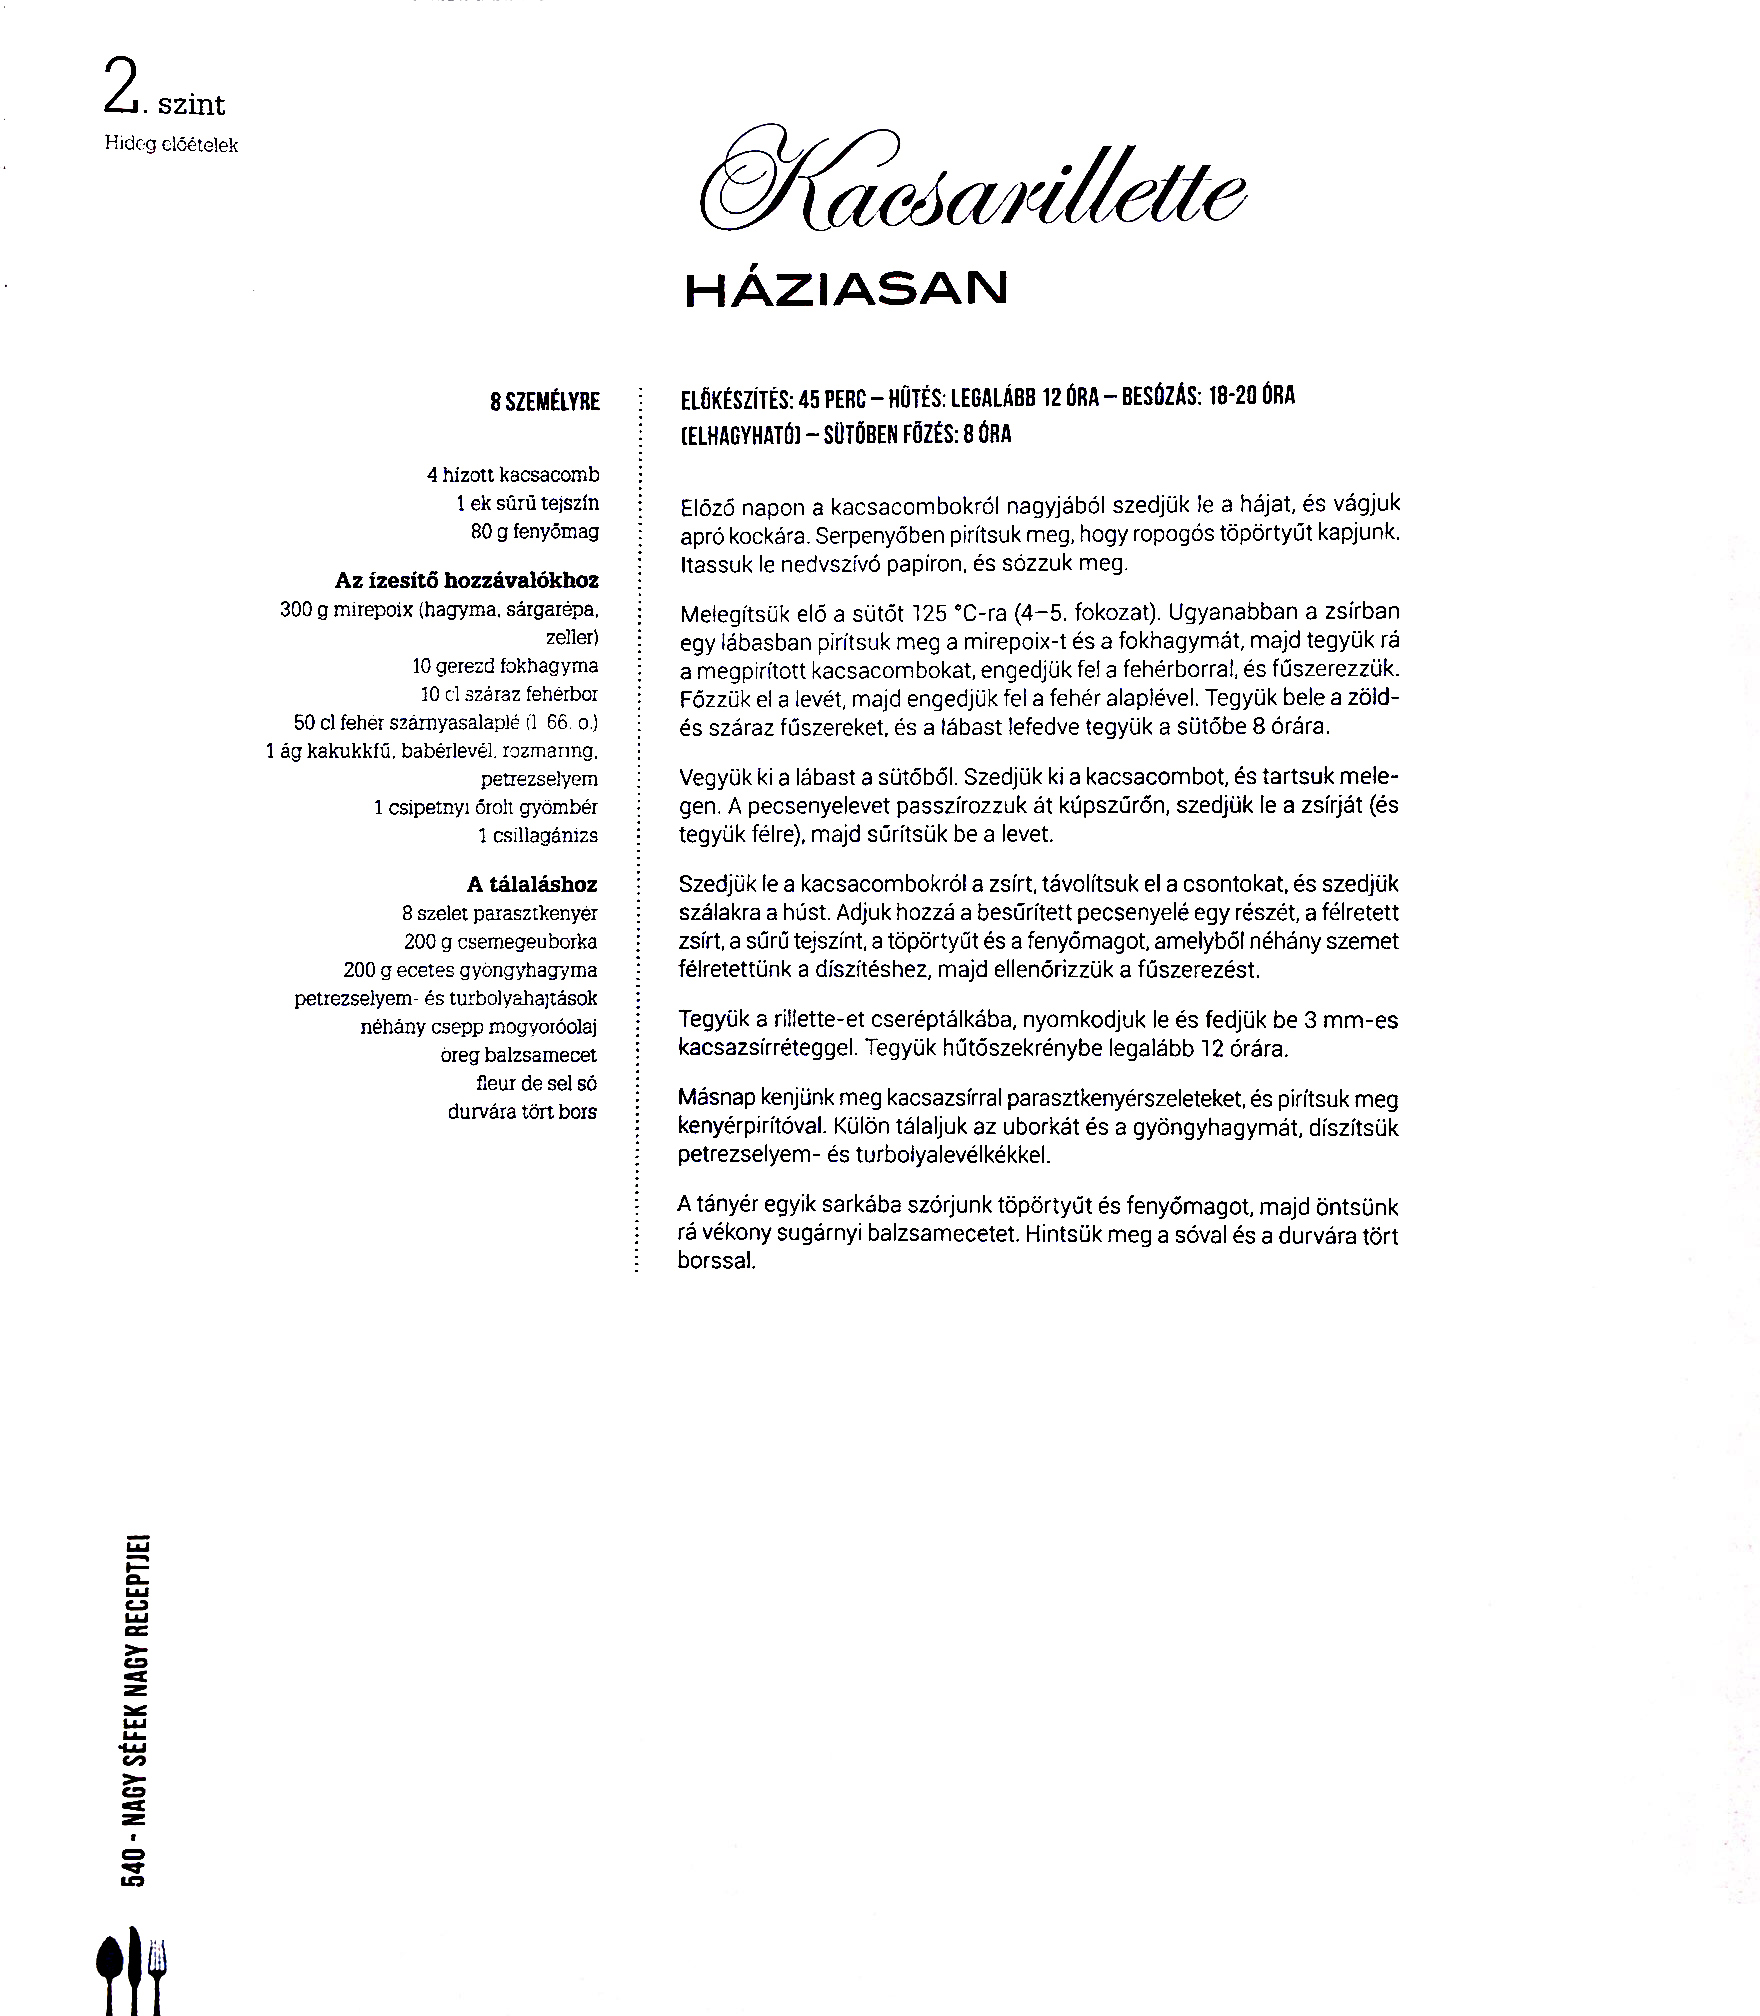 2. szint
Hideg előételek
Kacsarillette
HÁZIASAN
8 SZEMÉLYRE
4 hízott kacsacomb
1 ek sűrű tejszín
80 g fenyőmag
Az ízesítő hozzávalókhoz
300 g mirepoix (hagyma, sárgarépa,
zeller)
10 gerezd fokhagyma
10 cl száraz fehérbor
50 cl fehér szárnyasalaplé (l. 66. o.)
1 ág kakukkfű, babérlevél, rozmaring,
petrezselyem
1 csipetnyi őrölt gyömbér
1 csillagánizs
A tálaláshoz
8 szelet parasztkenyér
200 g csemegeuborka
200 g ecetes gyöngyhagyma
petrezselyem- és turbolyahajtások
néhány csepp mogyoróolaj
öreg balzsamecet
fleur de sel só
durvára tört bors
ELŐKÉSZÍTÉS: 45 PERC – HŰTÉS: LEGALÁBB 12 ÓRA – BESÓZÁS: 18-20 ÓRA
(ELHAGYHATÓ) – SÜTŐBEN FŐZÉS: 8 ÓRA
Előző napon a kacsacombokról nagyjából szedjük le a hájat, és vágjuk
apró kockára. Serpenyőben pirítsuk meg, hogy ropogós töpörtyűt kapjunk.
Itassuk le nedvszívó papíron, és sózzuk meg.
Melegítsük elő a sütőt 125 °C-ra (4–5. fokozat). Ugyanabban a zsírban
egy lábasban pirítsuk meg a mirepoix-t és a fokhagymát, majd tegyük rá
a megpirított kacsacombokat, engedjük fel a fehérborral, és fűszerezzük.
Főzzük el a levét, majd engedjük fel a fehér alaplével. Tegyük bele a zöld-
és száraz fűszereket, és a lábast lefedve tegyük a sütőbe 8 órára.
Vegyük ki a lábast a sütőből. Szedjük ki a kacsacombot, és tartsuk mele-
gen. A pecsenyelevet passzírozzuk át kúpszűrőn, szedjük le a zsírját (és
tegyük félre), majd sűrítsük be a levet.
Szedjük le a kacsacombokról a zsírt, távolítsuk el a csontokat, és szedjük
szálakra a húst. Adjuk hozzá a besűrített pecsenyelé egy részét, a félretett
zsírt, a sűrű tejszínt, a töpörtyűt és a fenyőmagot, amelyből néhány szemet
félretettünk a díszítéshez, majd ellenőrizzük a fűszerezést.
Tegyük a rillette-et cseréptálkába, nyomkodjuk le és fedjük be 3 mm-es
kacsazsírréteggel. Tegyük hűtőszekrénybe legalább 12 órára.
Másnap kenjünk meg kacsazsírral parasztkenyérszeleteket, és pirítsuk meg
kenyérpirítóval. Külön tálaljuk az uborkát és a gyöngyhagymát, díszítsük
petrezselyem- és turbolyalevélkékkel.
A tányér egyik sarkába szórjunk töpörtyűt és fenyőmagot, majd öntsünk
rá vékony sugárnyi balzsamecetet. Hintsük meg a sóval és a durvára tört
borssal.
540 - NAGY SÉFEK NAGY RECEPTJEI